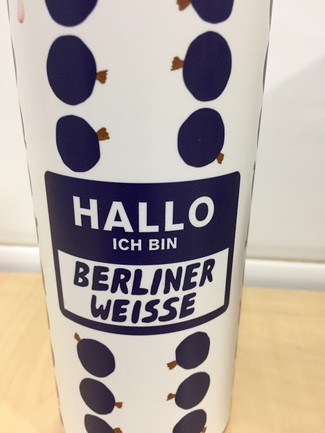 HALLO
ICH BIN
BERLINER
WEISSE